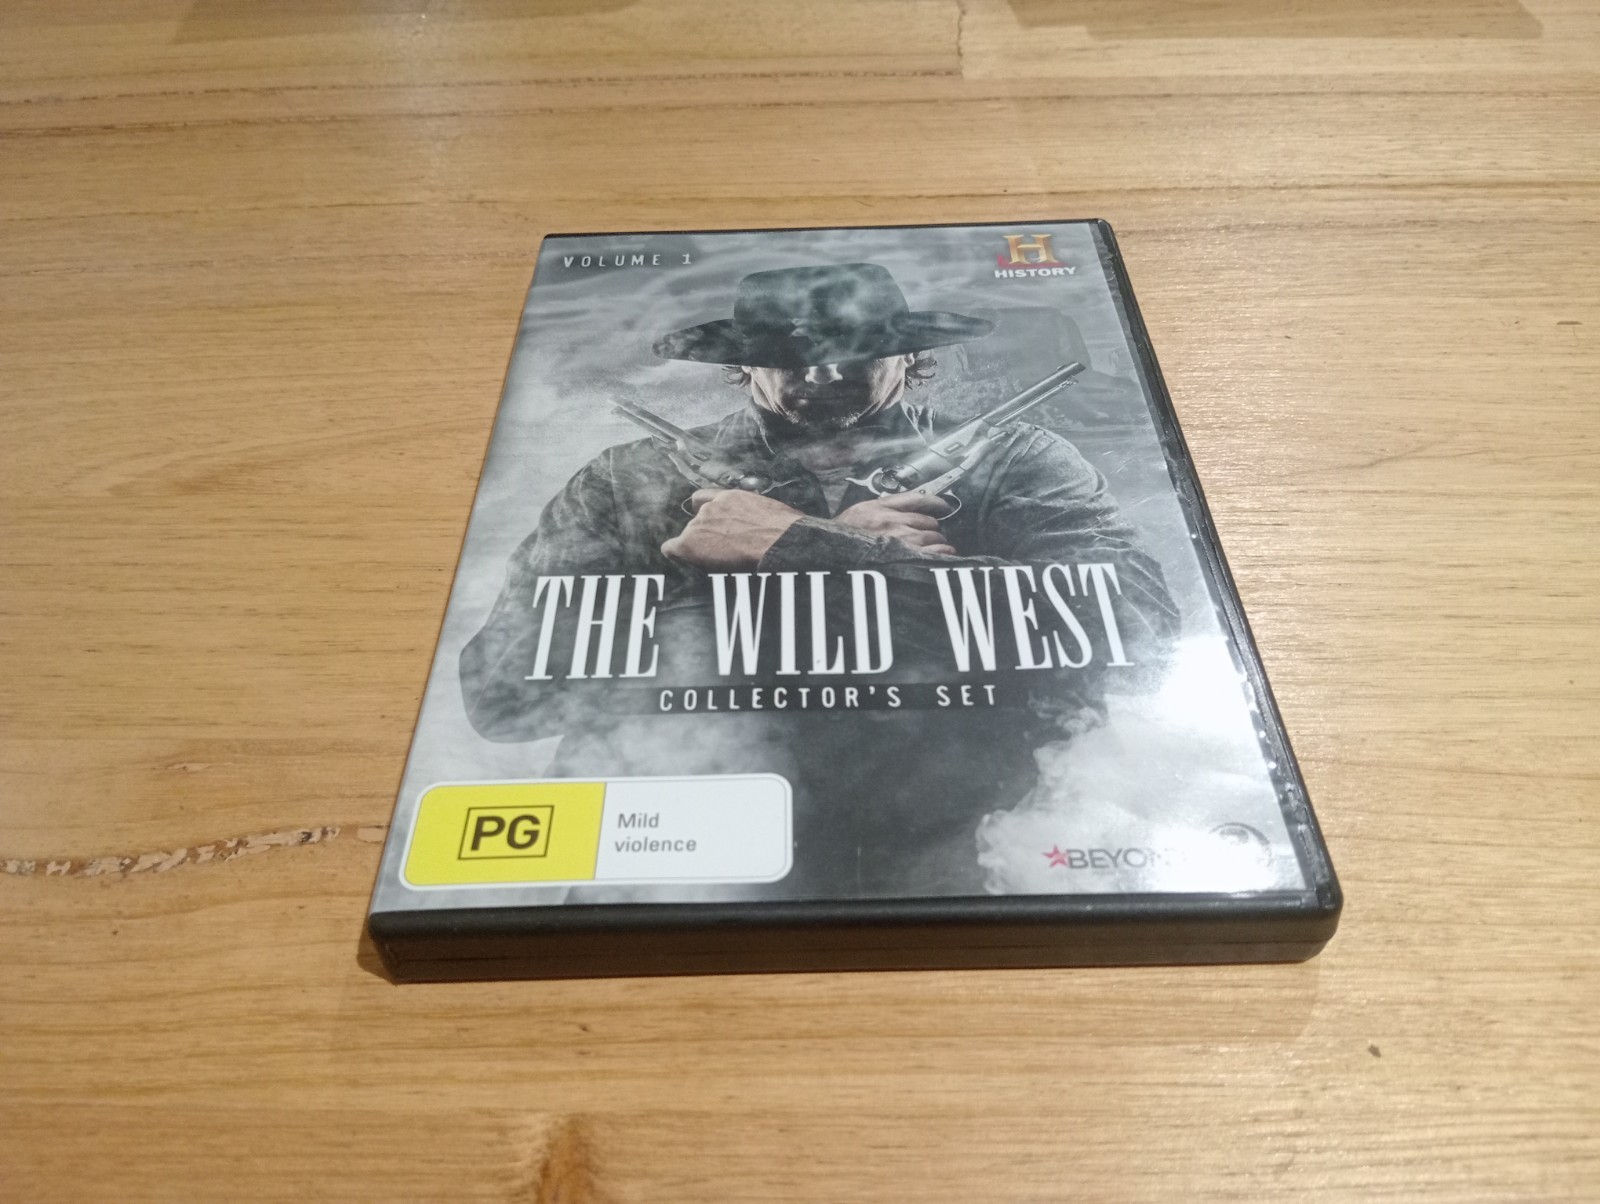 VOLUME 1
H
HISTORY
THE WILD WEST
COLLECTOR'S SET
PG
Mild
violence